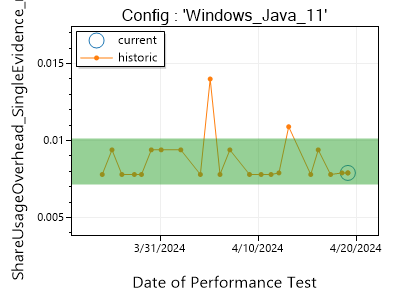 Config : 'Windows_Java_11'
current
historic
0.015
0.01
0.005
ShareUsageOverhead_SingleEvidence_
3/31/2024
4/10/2024
4/20/2024
Date of Performance Test